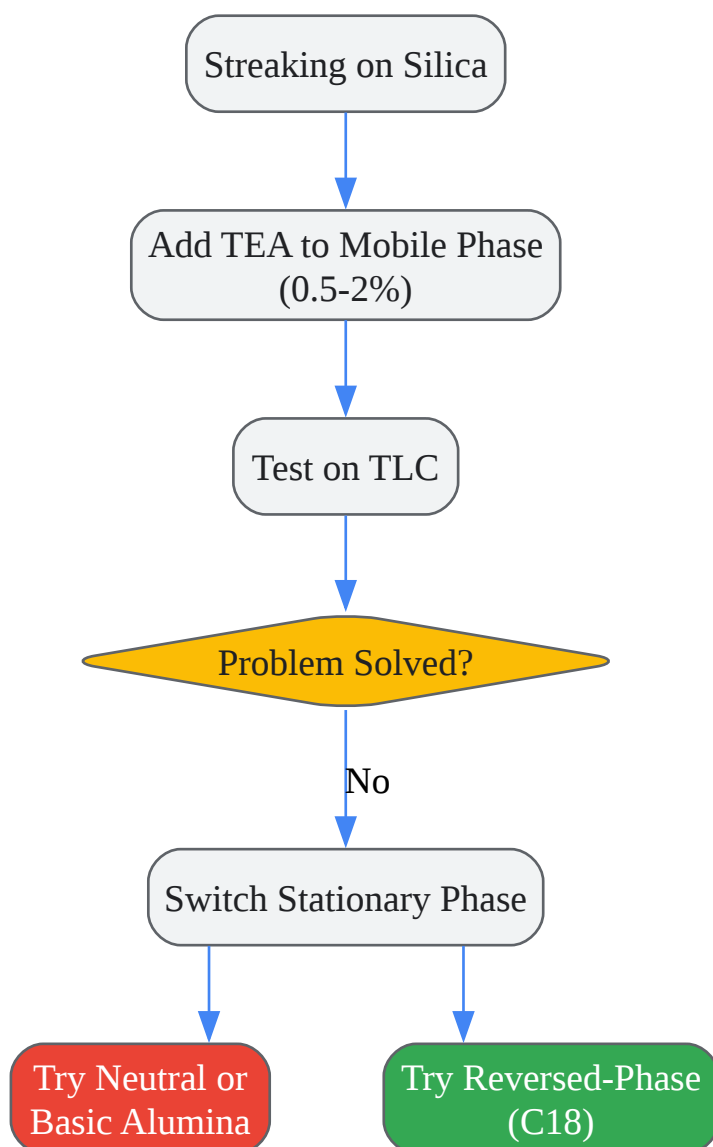 Streaking on Silica
Add TEA to Mobile Phase
(0.5-2%)
Test on TLC
Problem Solved?
No
Switch Stationary Phase
Try Neutral or
Basic Alumina
Try Reversed-Phase
(C18)